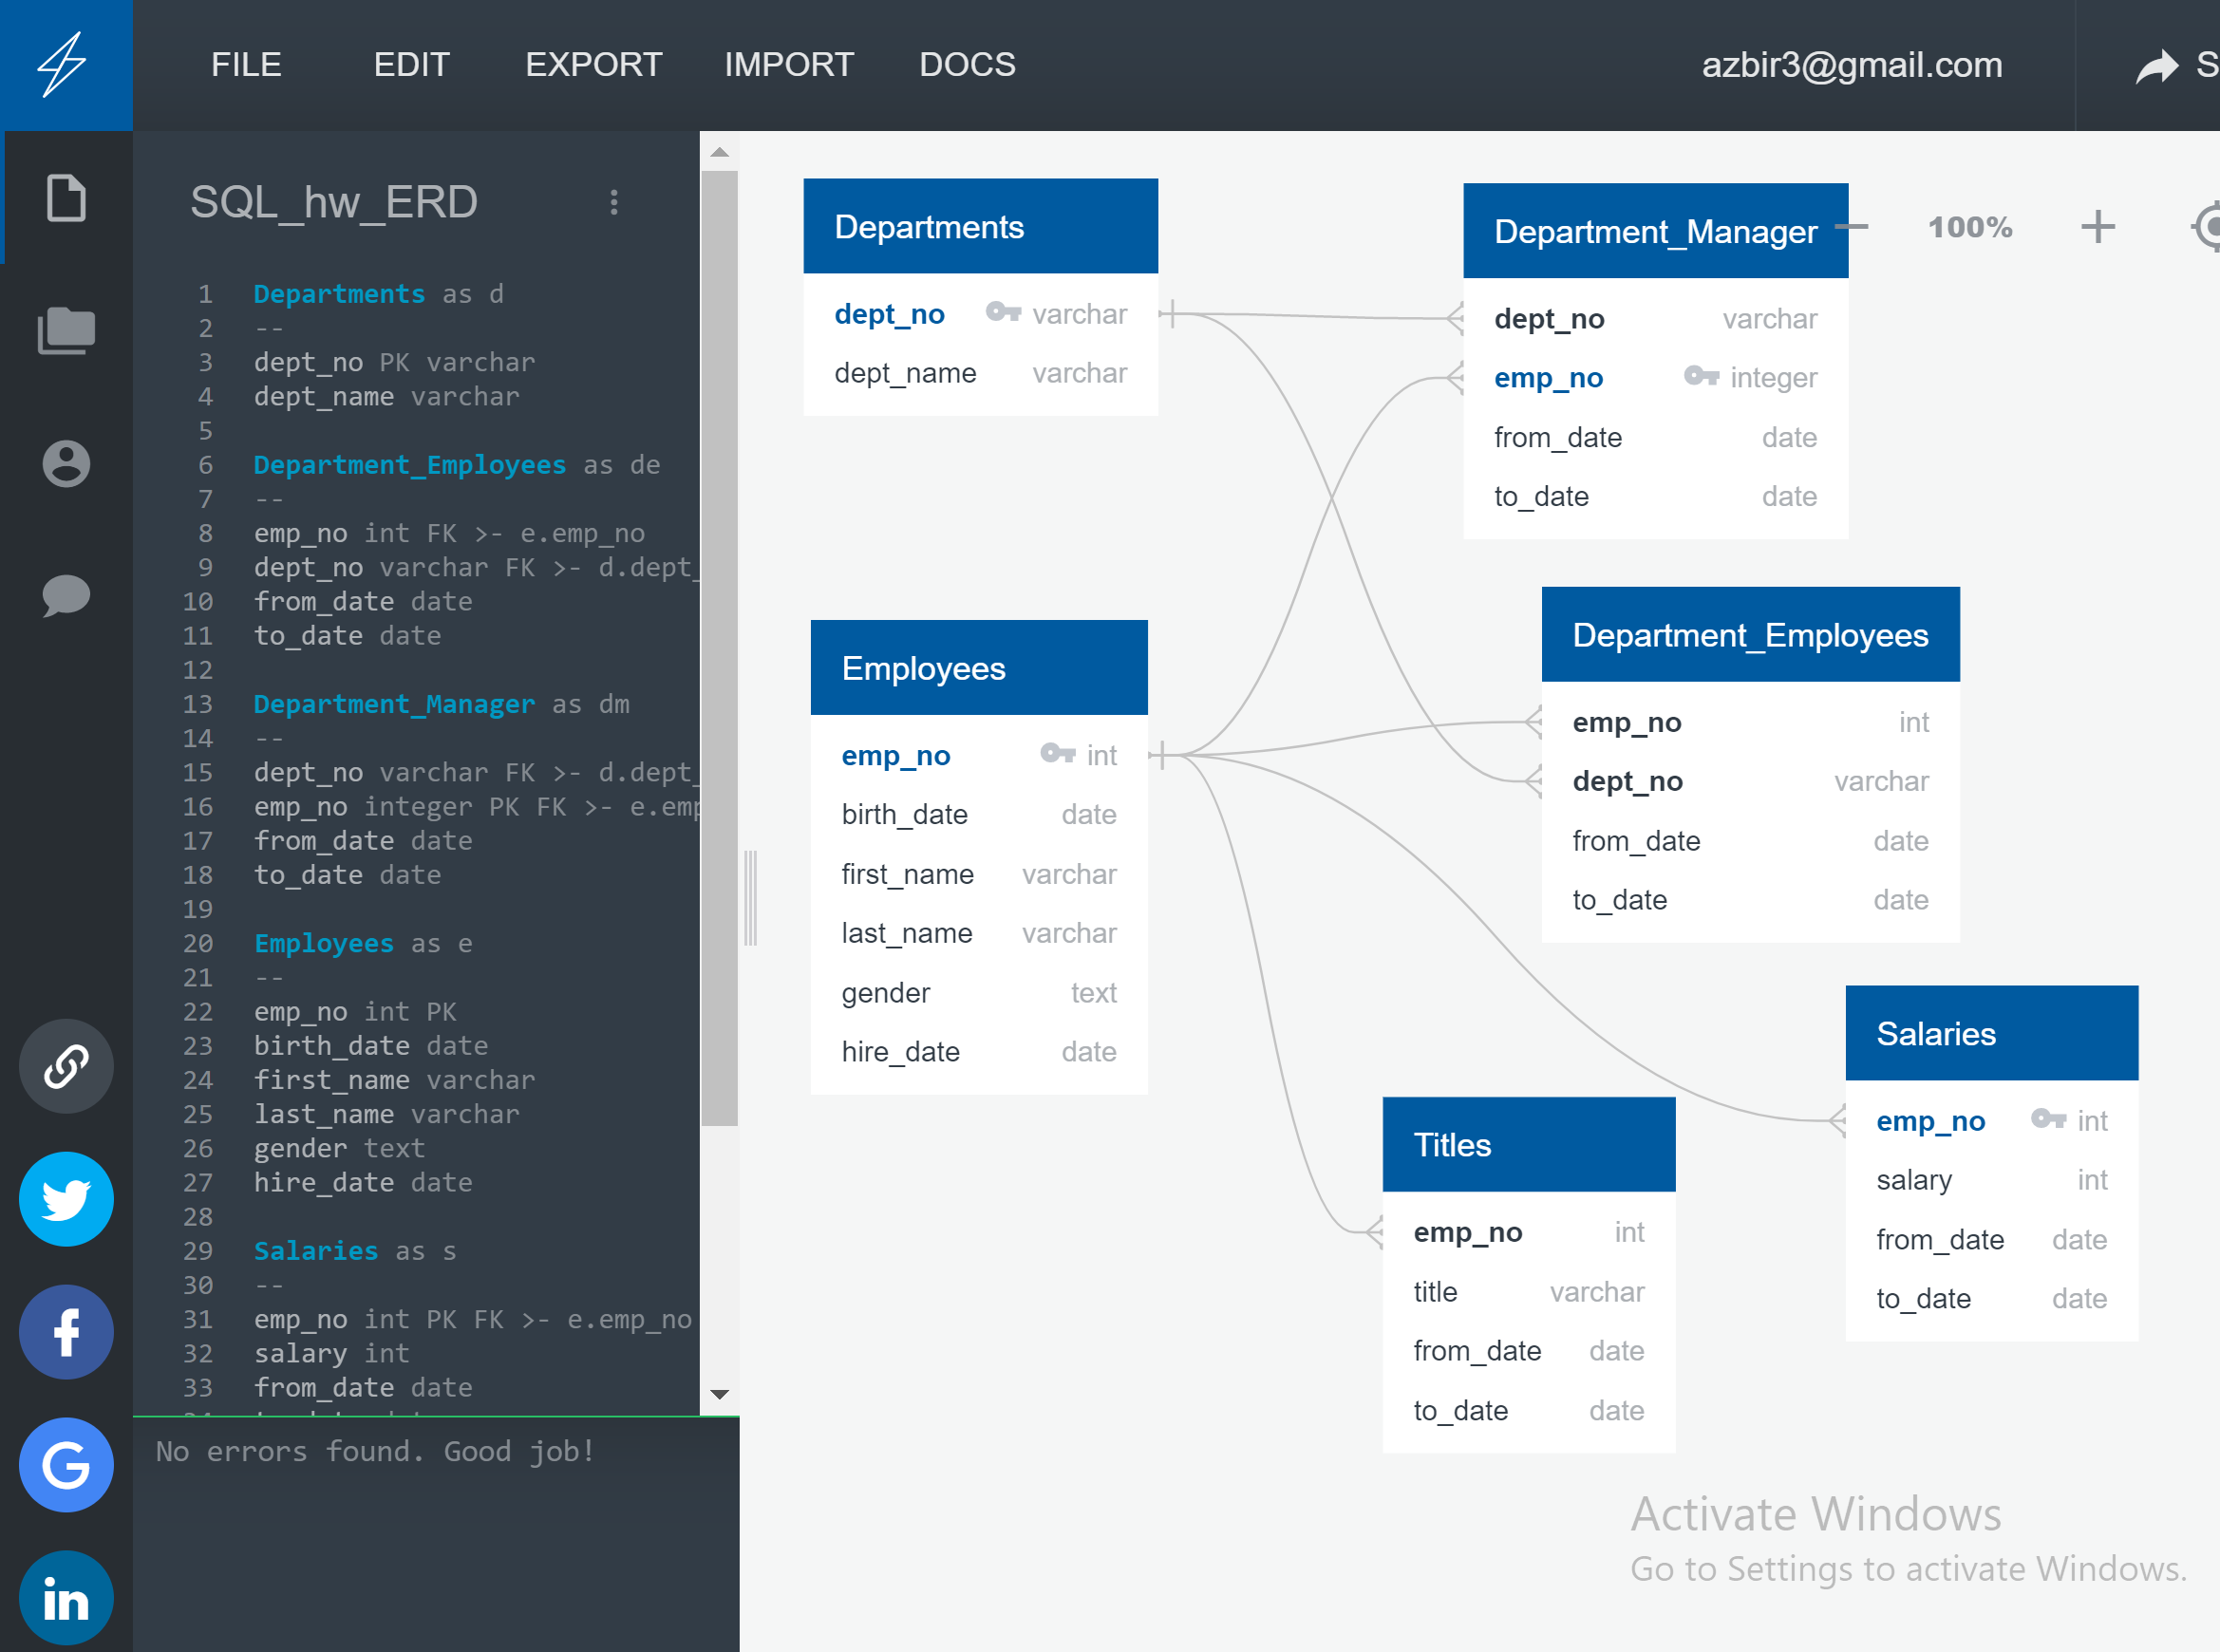 FILE EDIT EXPORT IMPORT DOCS azbir3@gmail.com S
SQL_hw_ERD
1 Departments as d
2 --
3 dept_no PK varchar
4 dept_name varchar
5
6 Department_Employees as de
7 --
8 emp_no int FK >- e.emp_no
9 dept_no varchar FK >- d.dept_
10 from_date date
11 to_date date
12
13 Department_Manager as dm
14 --
15 dept_no varchar FK >- d.dept_
16 emp_no integer PK FK >- e.emp
17 from_date date
18 to_date date
19
20 Employees as e
21 --
22 emp_no int PK
23 birth_date date
24 first_name varchar
25 last_name varchar
26 gender text
27 hire_date date
28
29 Salaries as s
30 --
31 emp_no int PK FK >- e.emp_no
32 salary int
33 from_date date
No errors found. Good job!
Departments
dept_no varchar
dept_name varchar
Department_Manager
dept_no varchar
emp_no integer
from_date date
to_date date
100%
Employees
emp_no int
birth_date date
first_name varchar
last_name varchar
gender text
hire_date date
Department_Employees
emp_no int
dept_no varchar
from_date date
to_date date
Salaries
emp_no int
salary int
from_date date
to_date date
Titles
emp_no int
title varchar
from_date date
to_date date
Activate Windows
Go to Settings to activate Windows.